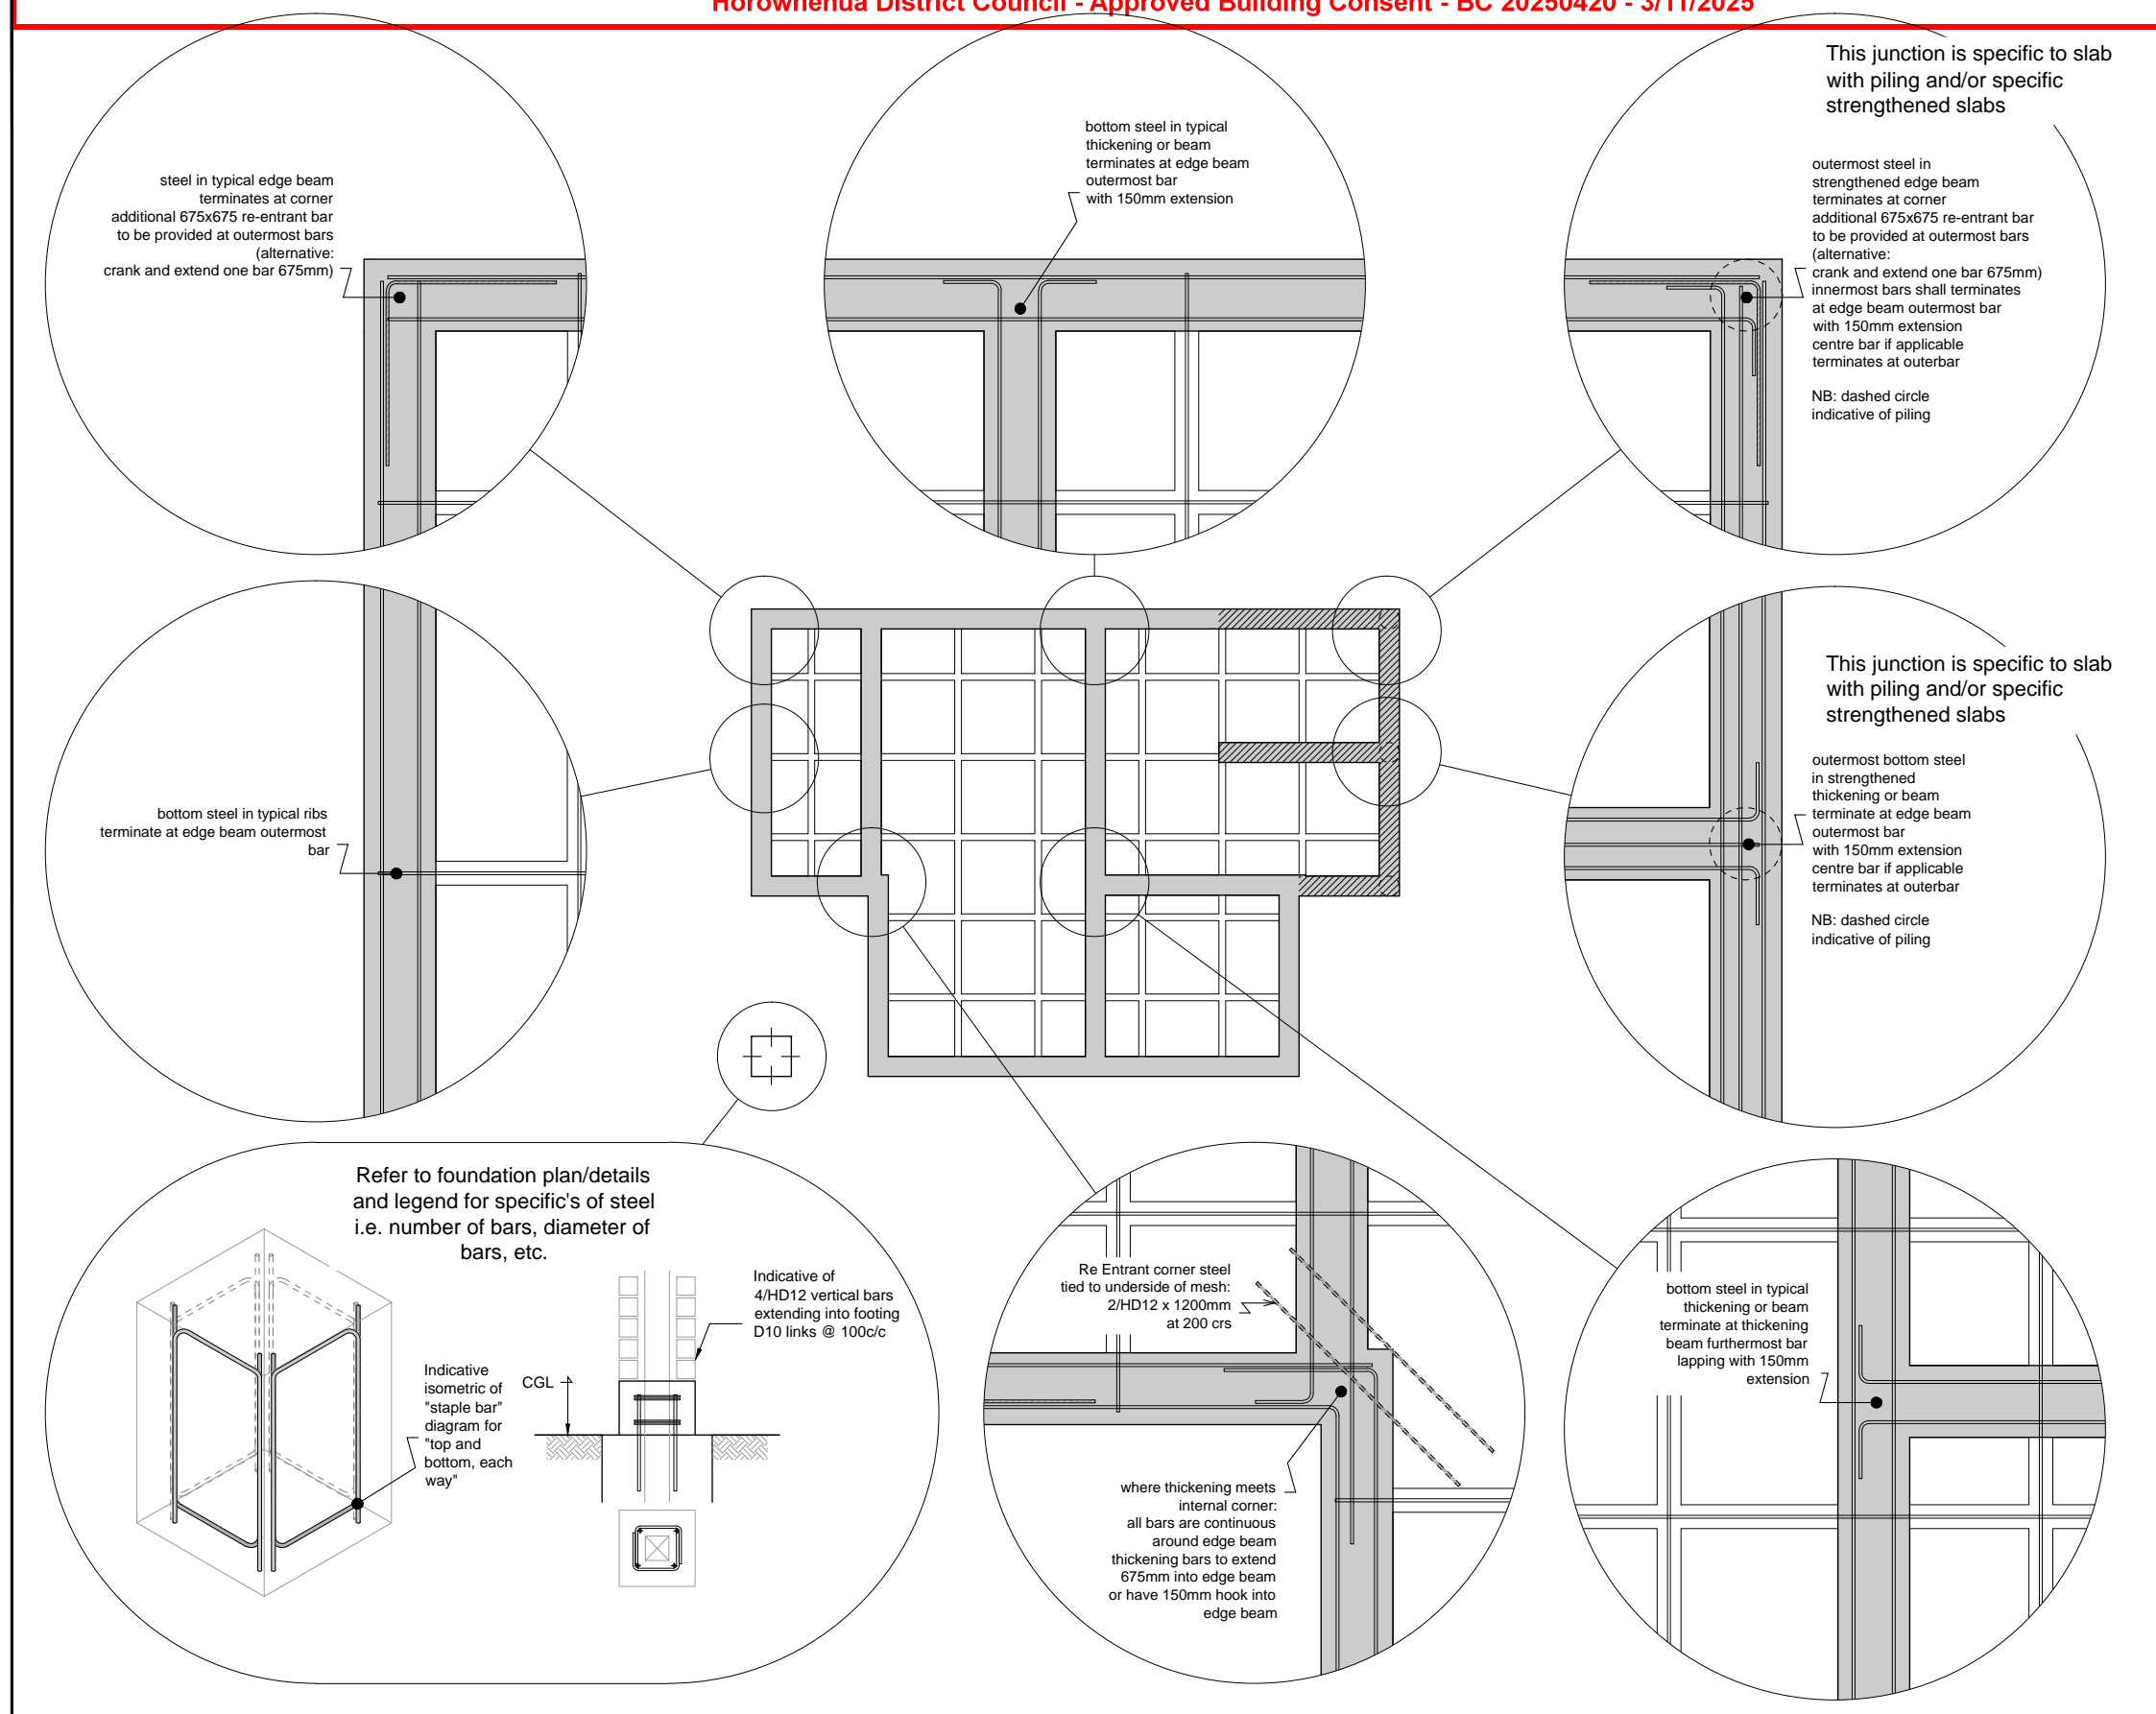 Horowhenua District Council - Approved Building Consent - BC 20250420 - 3/11/2025
steel in typical edge beam
terminates at corner
additional 675x675 re-entrant bar
to be provided at outermost bars
(alternative:
crank and extend one bar 675mm)
bottom steel in typical
thickening or beam
terminates at edge beam
outermost bar
with 150mm extension
This junction is specific to slab
with piling and/or specific
strengthened slabs
outermost steel in
strengthened edge beam
terminates at corner
additional 675x675 re-entrant bar
to be provided at outermost bars
(alternative:
crank and extend one bar 675mm)
innermost bars shall terminates
at edge beam outermost bar
with 150mm extension
centre bar if applicable
terminates at outerbar
NB: dashed circle
indicative of piling
bottom steel in typical ribs
terminate at edge beam outermost
bar
This junction is specific to slab
with piling and/or specific
strengthened slabs
outermost bottom steel
in strengthened
thickening or beam
terminate at edge beam
outermost bar
with 150mm extension
centre bar if applicable
terminates at outerbar
NB: dashed circle
indicative of piling
Refer to foundation plan/details
and legend for specific's of steel
i.e. number of bars, diameter of
bars, etc.
Indicative
isometric of
"staple bar"
diagram for
"top and
bottom, each
way"
CGL
Indicative of
4/HD12 vertical bars
extending into footing
D10 links @ 100c/c
Re Entrant corner steel
tied to underside of mesh:
2/HD12 x 1200mm
at 200 crs
where thickening meets
internal corner:
all bars are continuous
around edge beam
thickening bars to extend
675mm into edge beam
or have 150mm hook into
edge beam
bottom steel in typical
thickening or beam
terminate at thickening
beam furthermost bar
lapping with 150mm
extension